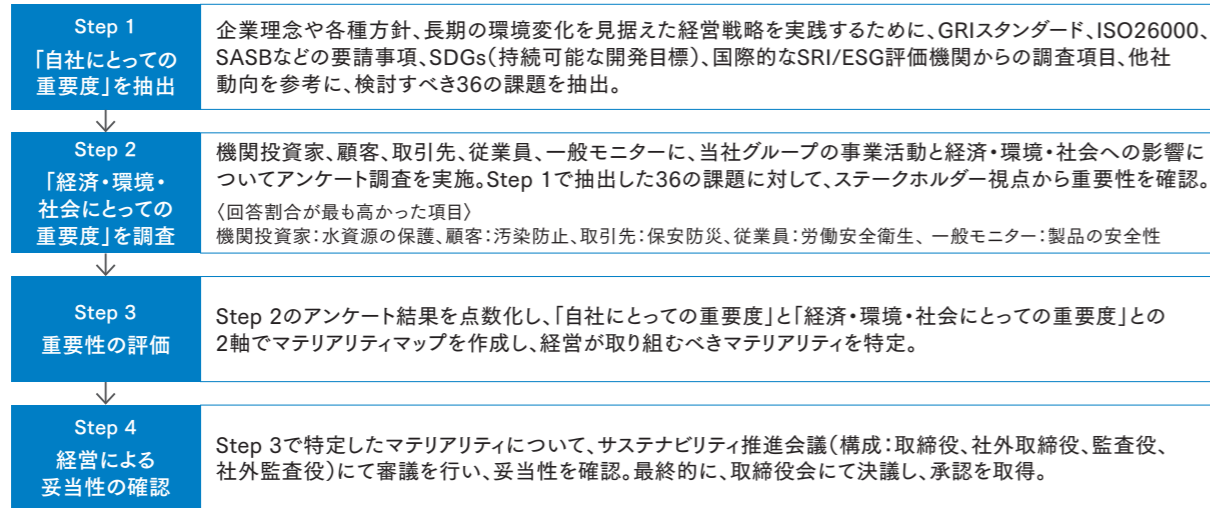 Step 1
「自社にとっての
重要度」を抽出
企業理念や各種方針、長期の環境変化を見据えた経営戦略を実践するために、GRIスタンダード、ISO26000、
SASBなどの要請事項、SDGs(持続可能な開発目標)、国際的なSRI/ESG評価機関からの調査項目、他社
動向を参考に、検討すべき36の課題を抽出。
Step 2
「経済・環境・
社会にとっての
重要度」を調査
機関投資家、顧客、取引先、従業員、一般モニターに、当社グループの事業活動と経済・環境・社会への影響に
ついてアンケート調査を実施。Step 1で抽出した36の課題に対して、ステークホルダー視点から重要性を確認。
〈回答割合が最も高かった項目〉
機関投資家:水資源の保護、顧客:汚染防止、取引先:保安防災、従業員:労働安全衛生、 一般モニター:製品の安全性
Step 3
重要性の評価
Step 2のアンケート結果を点数化し、「自社にとっての重要度」と「経済・環境・社会にとっての重要度」との
2軸でマテリアリティマップを作成し、経営が取り組むべきマテリアリティを特定。
Step 4
経営による
妥当性の確認
Step 3で特定したマテリアリティについて、サステナビリティ推進会議(構成:取締役、社外取締役、監査役、
社外監査役)にて審議を行い、妥当性を確認。最終的に、取締役会にて決議し、承認を取得。